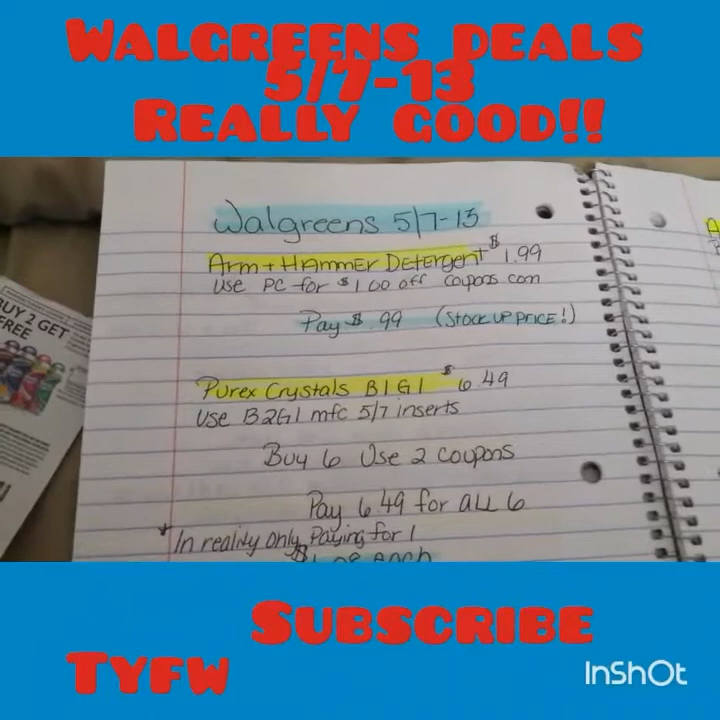 WALGREENS DEALS
5/7-13
REALLY GOOD!!
Walgreens 5/7-13
ARM + HAMMER DETERGENT $1.99
USE PC for $1.00 off coupons.com
Pay $.99 (STOCK UP PRICE!)
PUREX CRYSTALS B1G1 $6.49
USE B2G1 mfc 5/7 inserts
BUY 6 USE 2 COUPONS
Pay 6.49 for ALL 6
* In reality only Paying for 1
BUY 2 GET
FREE
SUBSCRIBE
TYFW
InShOt